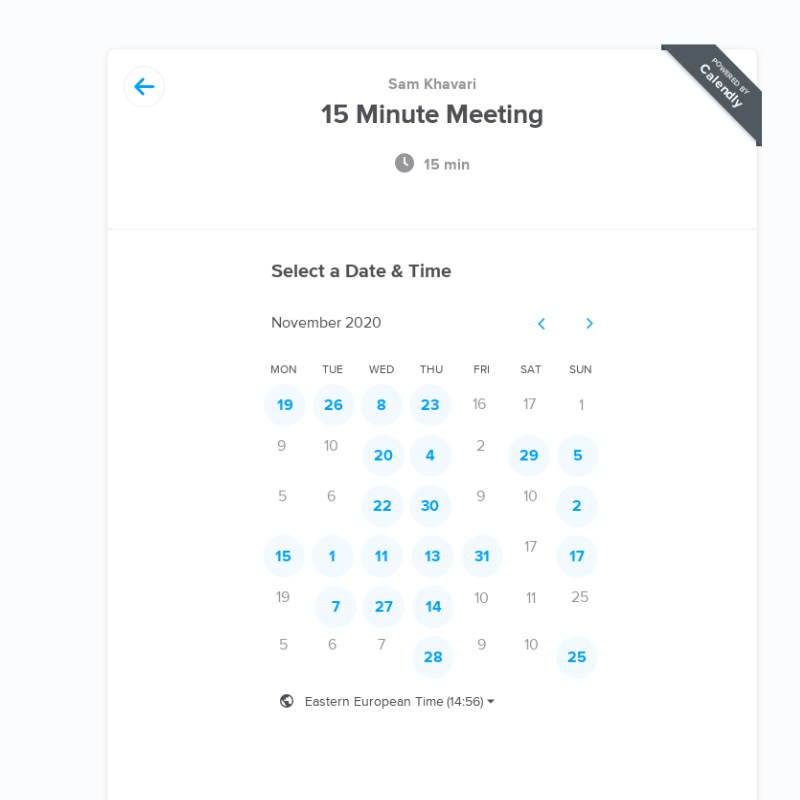 POWERED BY
Calendly
Sam Khavari
15 Minute Meeting
15 min
Select a Date & Time
November 2020
MON TUE WED THU FRI SAT SUN
19 26 8 23 16 17 1
9 10 20 4 2 29 5
5 6 22 30 9 10 2
15 1 11 13 31 17 17
19 7 27 14 10 11 25
5 6 7 28 9 10 25
Eastern European Time (14:56)